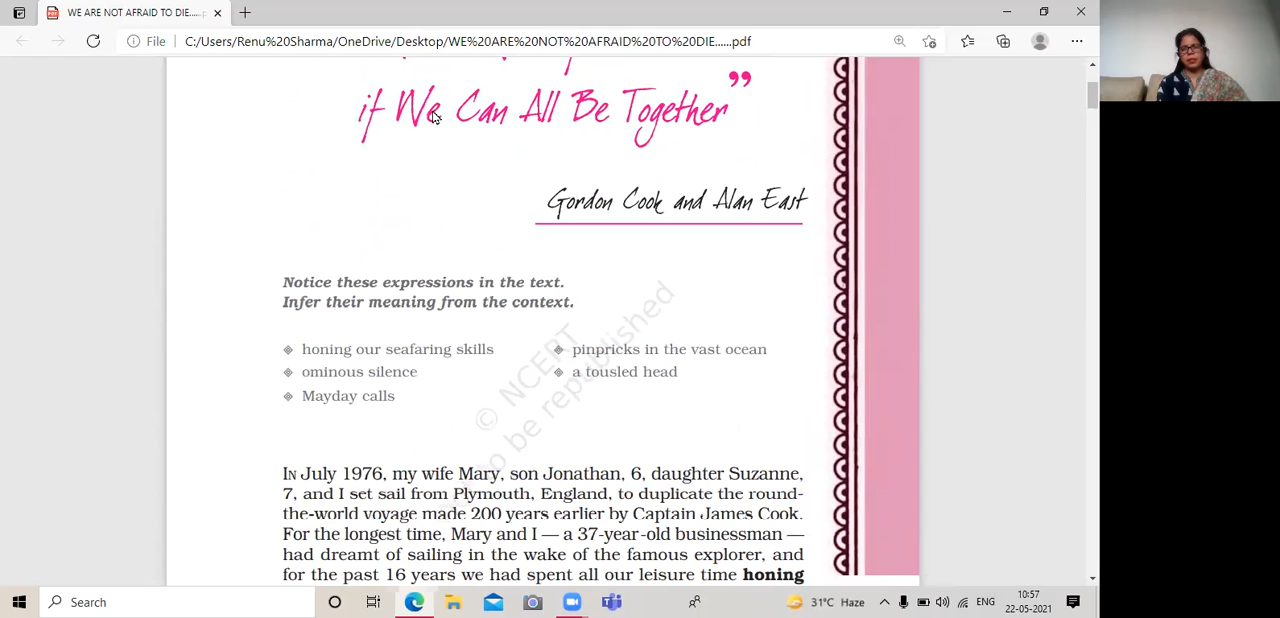 WE ARE NOT AFRAID TO DIE.....
File C:/Users/Renu%20Sharma/OneDrive/Desktop/WE%20ARE%20NOT%20AFRAID%20TO%20DIE......pdf
if We Can All Be Together”
Gordon Cook and Alan East
Notice these expressions in the text.
Infer their meaning from the context.
honing our seafaring skills
ominous silence
Mayday calls
pinpricks in the vast ocean
a tousled head
© NCERT
to be republished
IN July 1976, my wife Mary, son Jonathan, 6, daughter Suzanne,
7, and I set sail from Plymouth, England, to duplicate the round-
the-world voyage made 200 years earlier by Captain James Cook.
For the longest time, Mary and I — a 37-year-old businessman —
had dreamt of sailing in the wake of the famous explorer, and
for the past 16 years we had spent all our leisure time honing
Search
31°C Haze
ENG
10:57
22-05-2021